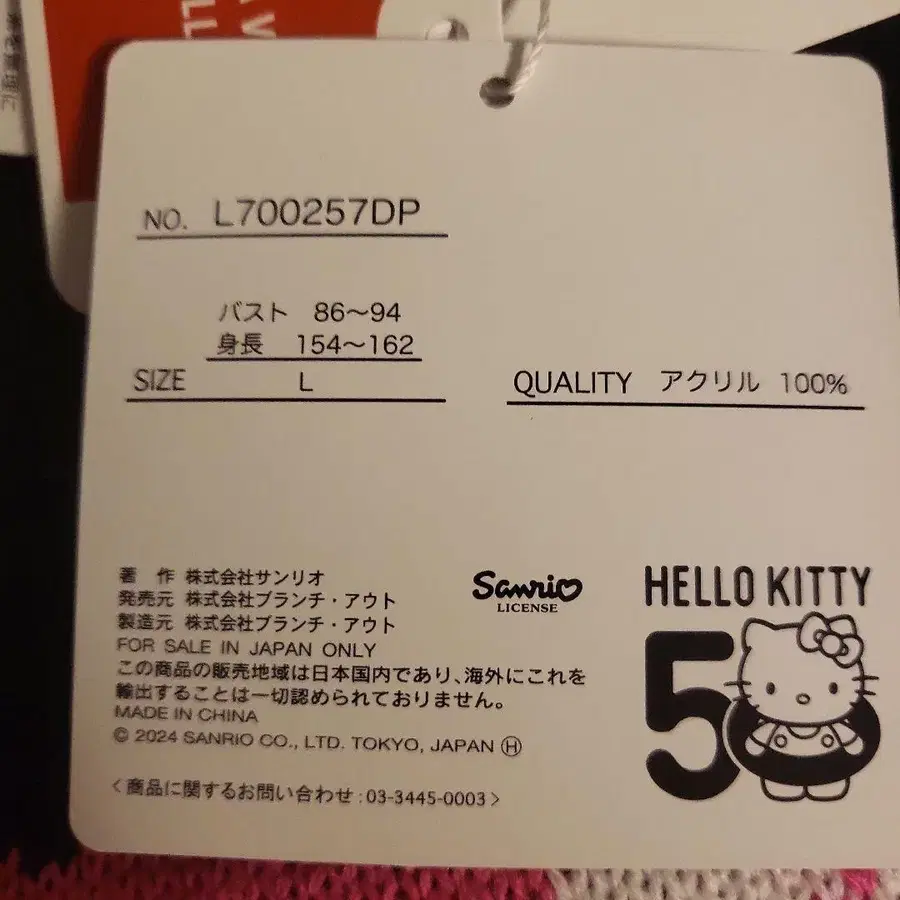 NO. L700257DP
バスト 86〜94
身長 154〜162
SIZE L
QUALITY アクリル 100%
著 作 株式会社サンリオ
発売元 株式会社ブランチ・アウト
製造元 株式会社ブランチ・アウト
FOR SALE IN JAPAN ONLY
この商品の販売地域は日本国内であり、海外にこれを
輸出することは一切認められておりません。
MADE IN CHINA
© 2024 SANRIO CO., LTD. TOKYO, JAPAN Ⓗ
〈商品に関するお問い合わせ:03-3445-0003〉
Sanrio
LICENSE
HELLO KITTY
50